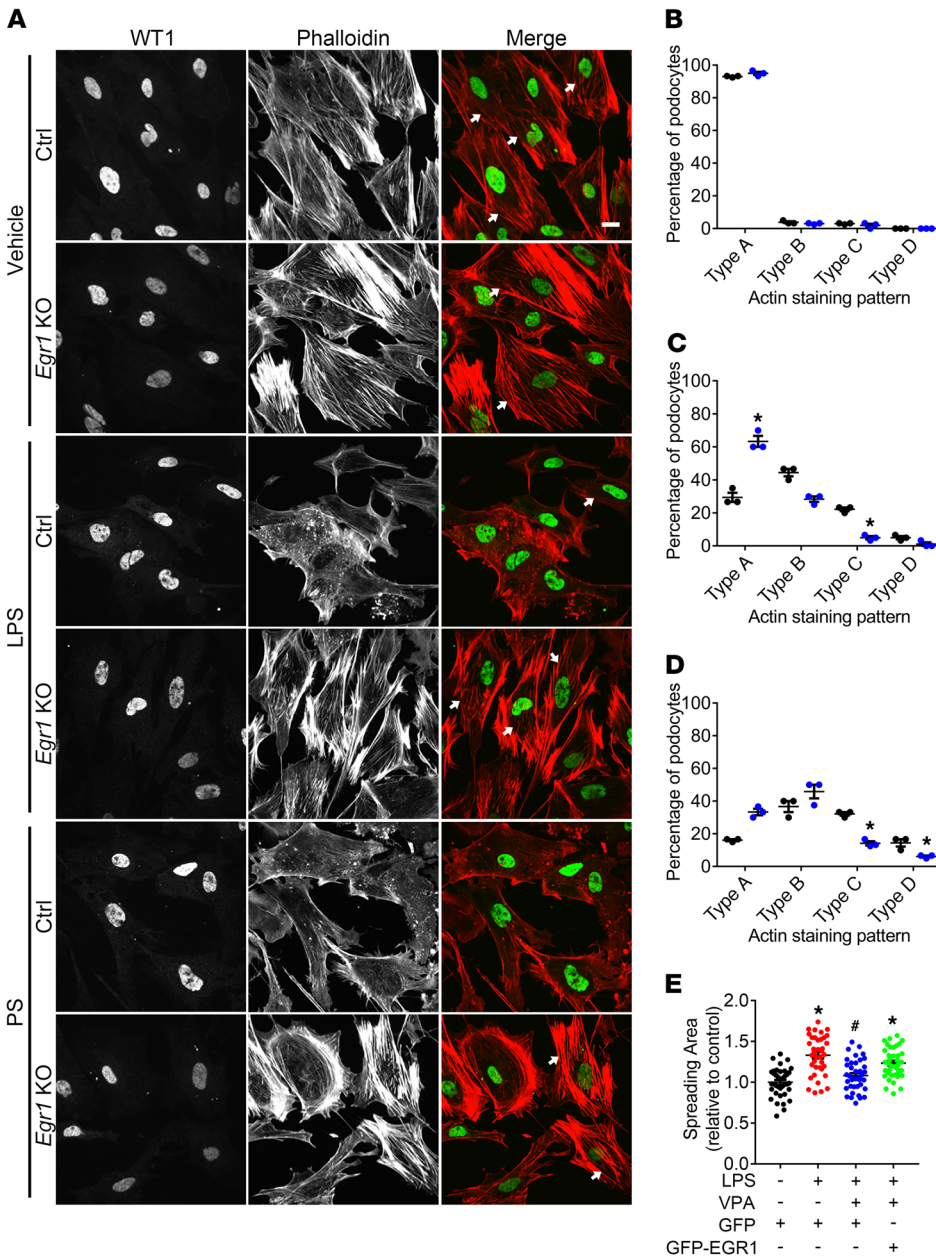 A
WT1 Phalloidin Merge
Vehicle
Ctrl
Egr1 KO
LPS
Ctrl
Egr1 KO
PS
Ctrl
Egr1 KO
B
Percentage of podocytes
100
80
60
40
20
0
Type A Type B Type C Type D
Actin staining pattern
C
Percentage of podocytes
100
80
60
40
20
0
* *
Type A Type B Type C Type D
Actin staining pattern
D
Percentage of podocytes
100
80
60
40
20
0
* *
Type A Type B Type C Type D
Actin staining pattern
E
Spreading Area
(relative to control)
2.0
1.5
1.0
0.5
0.0
* # *
LPS - + + +
VPA - - + +
GFP + + + -
GFP-EGR1 - - - +